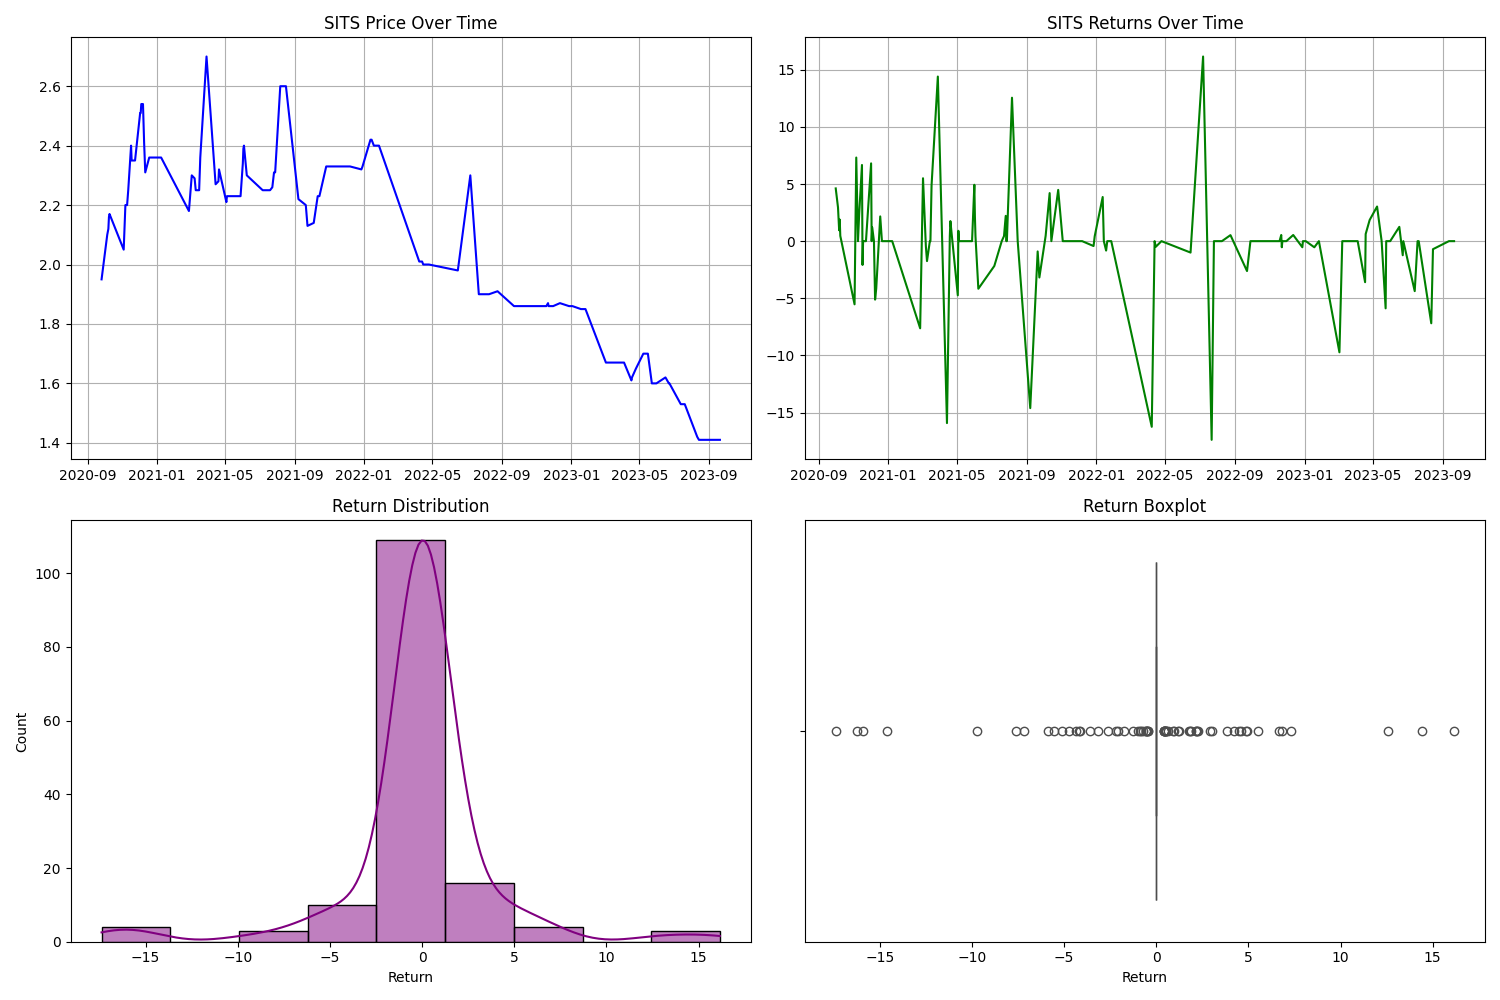 SITS Price Over Time
2.6
2.4
2.2
2.0
1.8
1.6
1.4
2020-09 2021-01 2021-05 2021-09 2022-01 2022-05 2022-09 2023-01 2023-05 2023-09
SITS Returns Over Time
15
10
5
0
−5
−10
−15
2020-09 2021-01 2021-05 2021-09 2022-01 2022-05 2022-09 2023-01 2023-05 2023-09
Return Distribution
Count
100
80
60
40
20
0
−15 −10 −5 0 5 10 15
Return
Return Boxplot
−15 −10 −5 0 5 10 15
Return